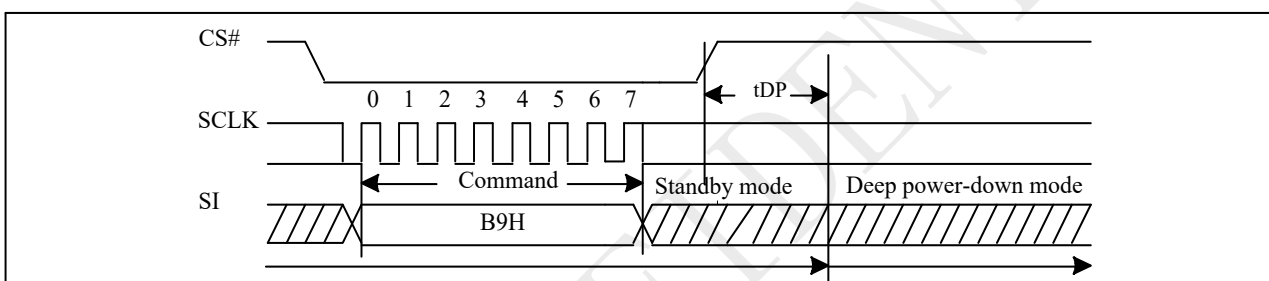 CS#
tDP
0 1 2 3 4 5 6 7
SCLK
Command
Standby mode
Deep power-down mode
SI
B9H